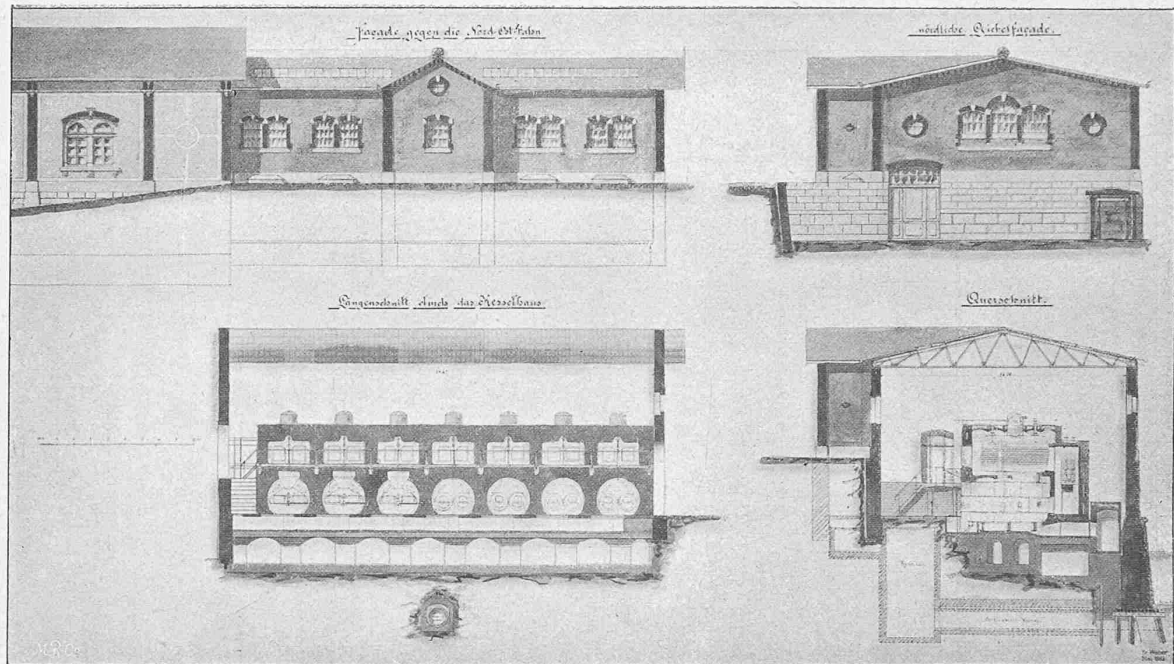 Façade gegen die Nord-Ost-Bahn
nördliche Giebelfaçade.
Längenschnitt durch das Kesselhaus
Querschnitt.